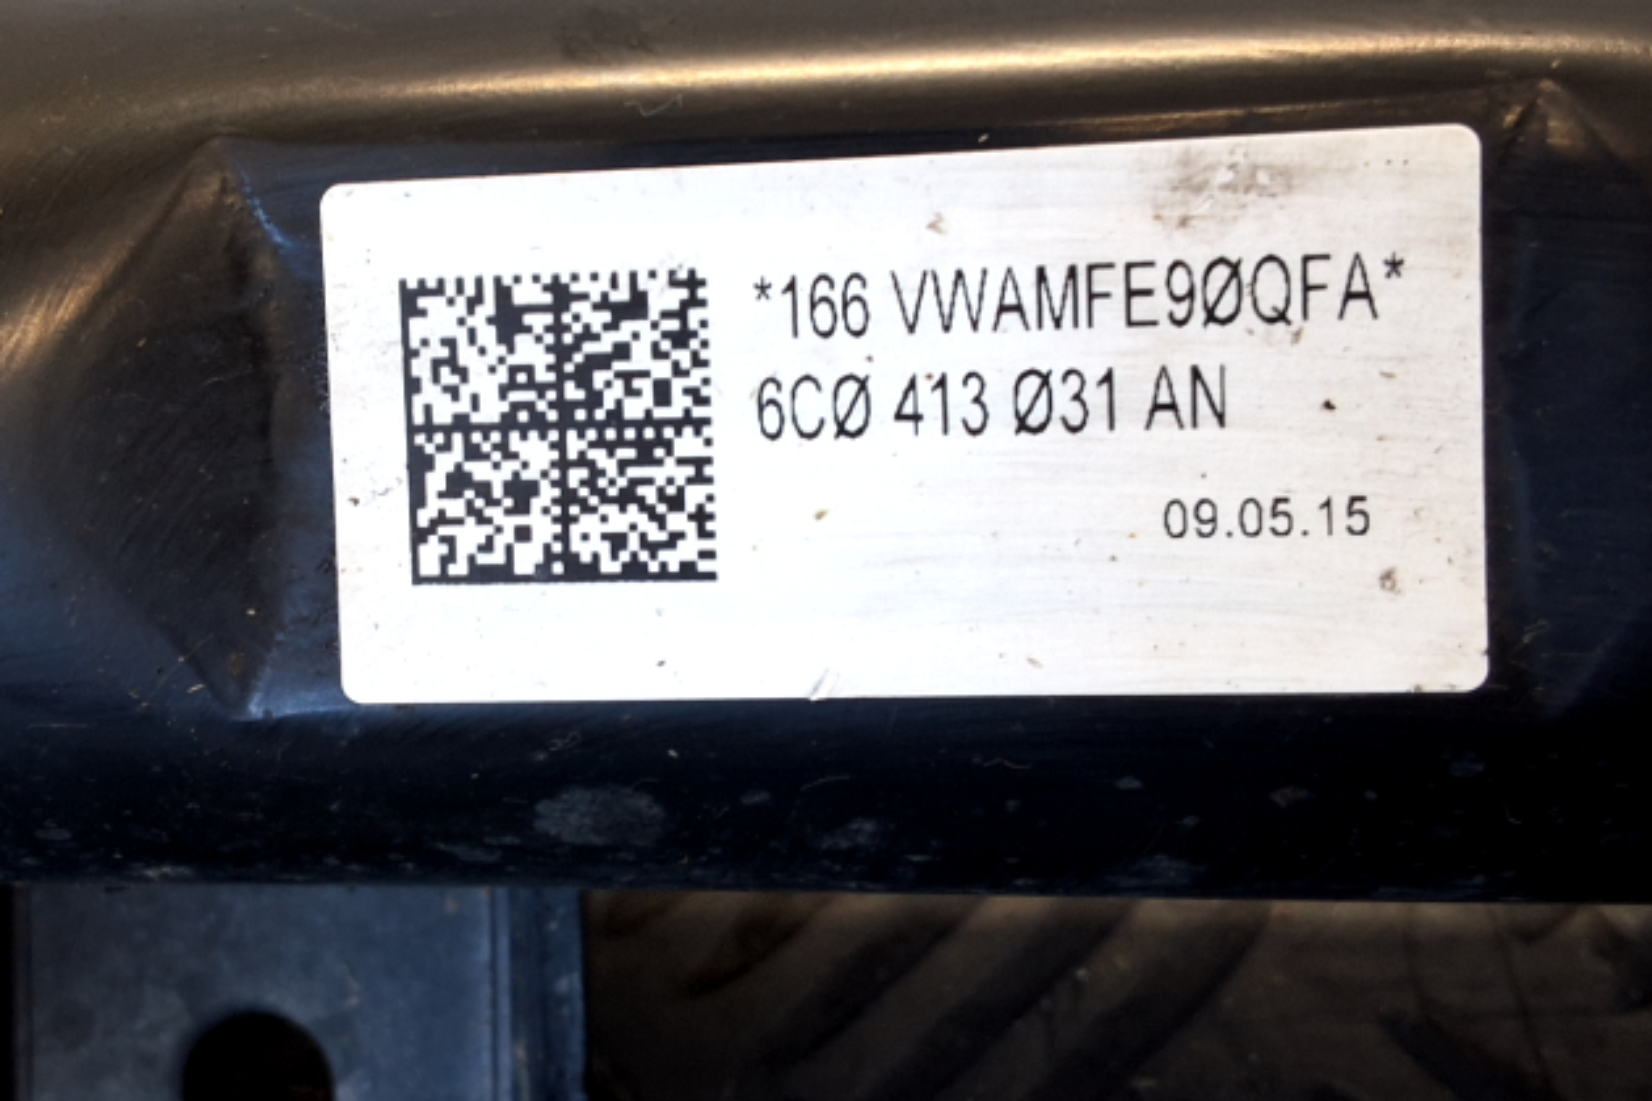 *166 VWAMFE9ØQFA*
6CØ 413 Ø31 AN
09.05.15